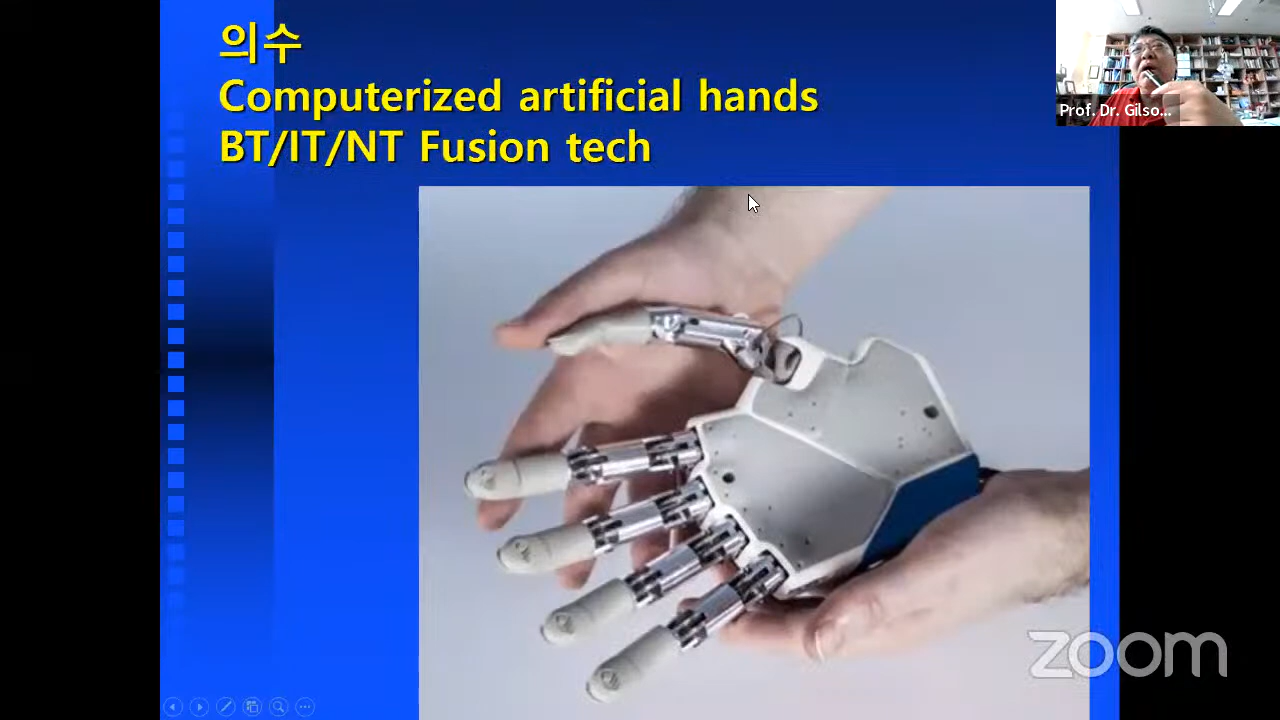 의수
Computerized artificial hands
BT/IT/NT Fusion tech
Prof. Dr. Gilso...
zoom